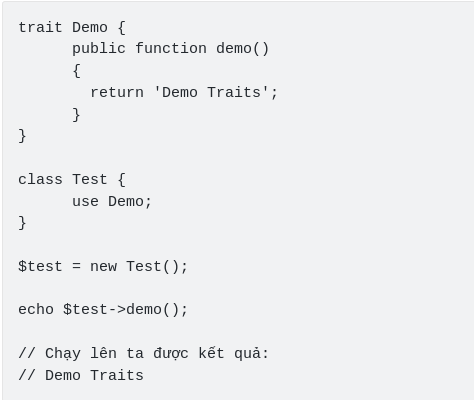 trait Demo {
public function demo()
{
return 'Demo Traits';
}
}
class Test {
use Demo;
}
$test = new Test();
echo $test->demo();
// Chạy lên ta được kết quả:
// Demo Traits